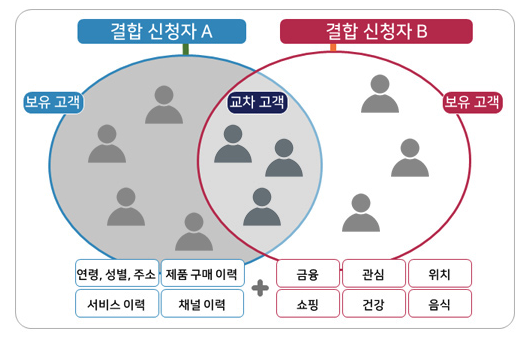 결합 신청자 A
결합 신청자 B
보유 고객
교차 고객
보유 고객
연령, 성별, 주소
제품 구매 이력
서비스 이력
채널 이력
금융
관심
위치
쇼핑
건강
음식